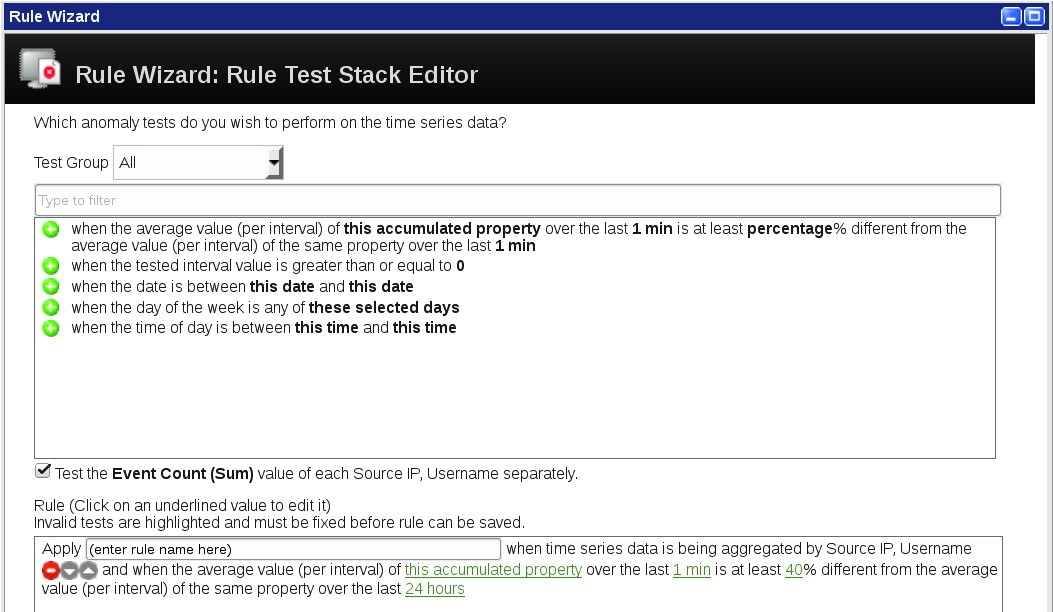 Rule Wizard
Rule Wizard: Rule Test Stack Editor
Which anomaly tests do you wish to perform on the time series data?
Test Group All
Type to filter
when the average value (per interval) of this accumulated property over the last 1 min is at least percentage% different from the
average value (per interval) of the same property over the last 1 min
when the tested interval value is greater than or equal to 0
when the date is between this date and this date
when the day of the week is any of these selected days
when the time of day is between this time and this time
Test the Event Count (Sum) value of each Source IP, Username separately.
Rule (Click on an underlined value to edit it)
Invalid tests are highlighted and must be fixed before rule can be saved.
Apply (enter rule name here) when time series data is being aggregated by Source IP, Username
and when the average value (per interval) of this accumulated property over the last 1 min is at least 40% different from the average
value (per interval) of the same property over the last 24 hours